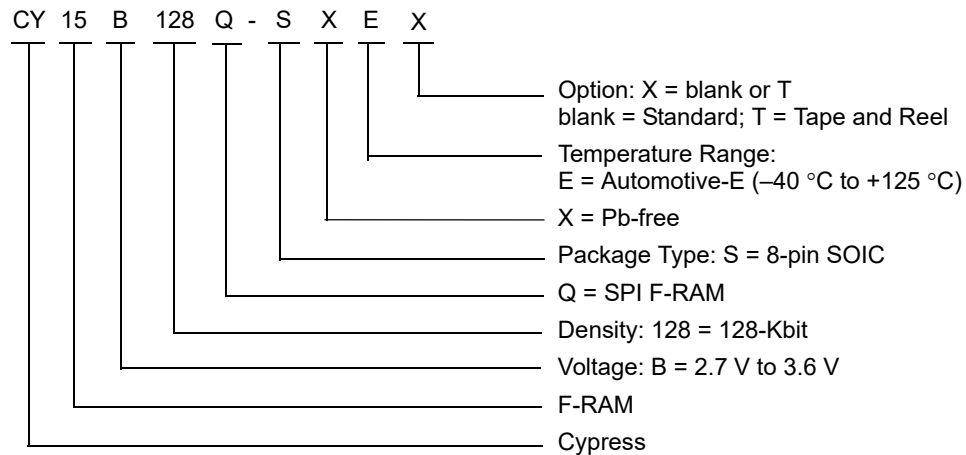 CY 15 B 128 Q - S X E X
Option: X = blank or T
blank = Standard; T = Tape and Reel
Temperature Range:
E = Automotive-E (–40 °C to +125 °C)
X = Pb-free
Package Type: S = 8-pin SOIC
Q = SPI F-RAM
Density: 128 = 128-Kbit
Voltage: B = 2.7 V to 3.6 V
F-RAM
Cypress